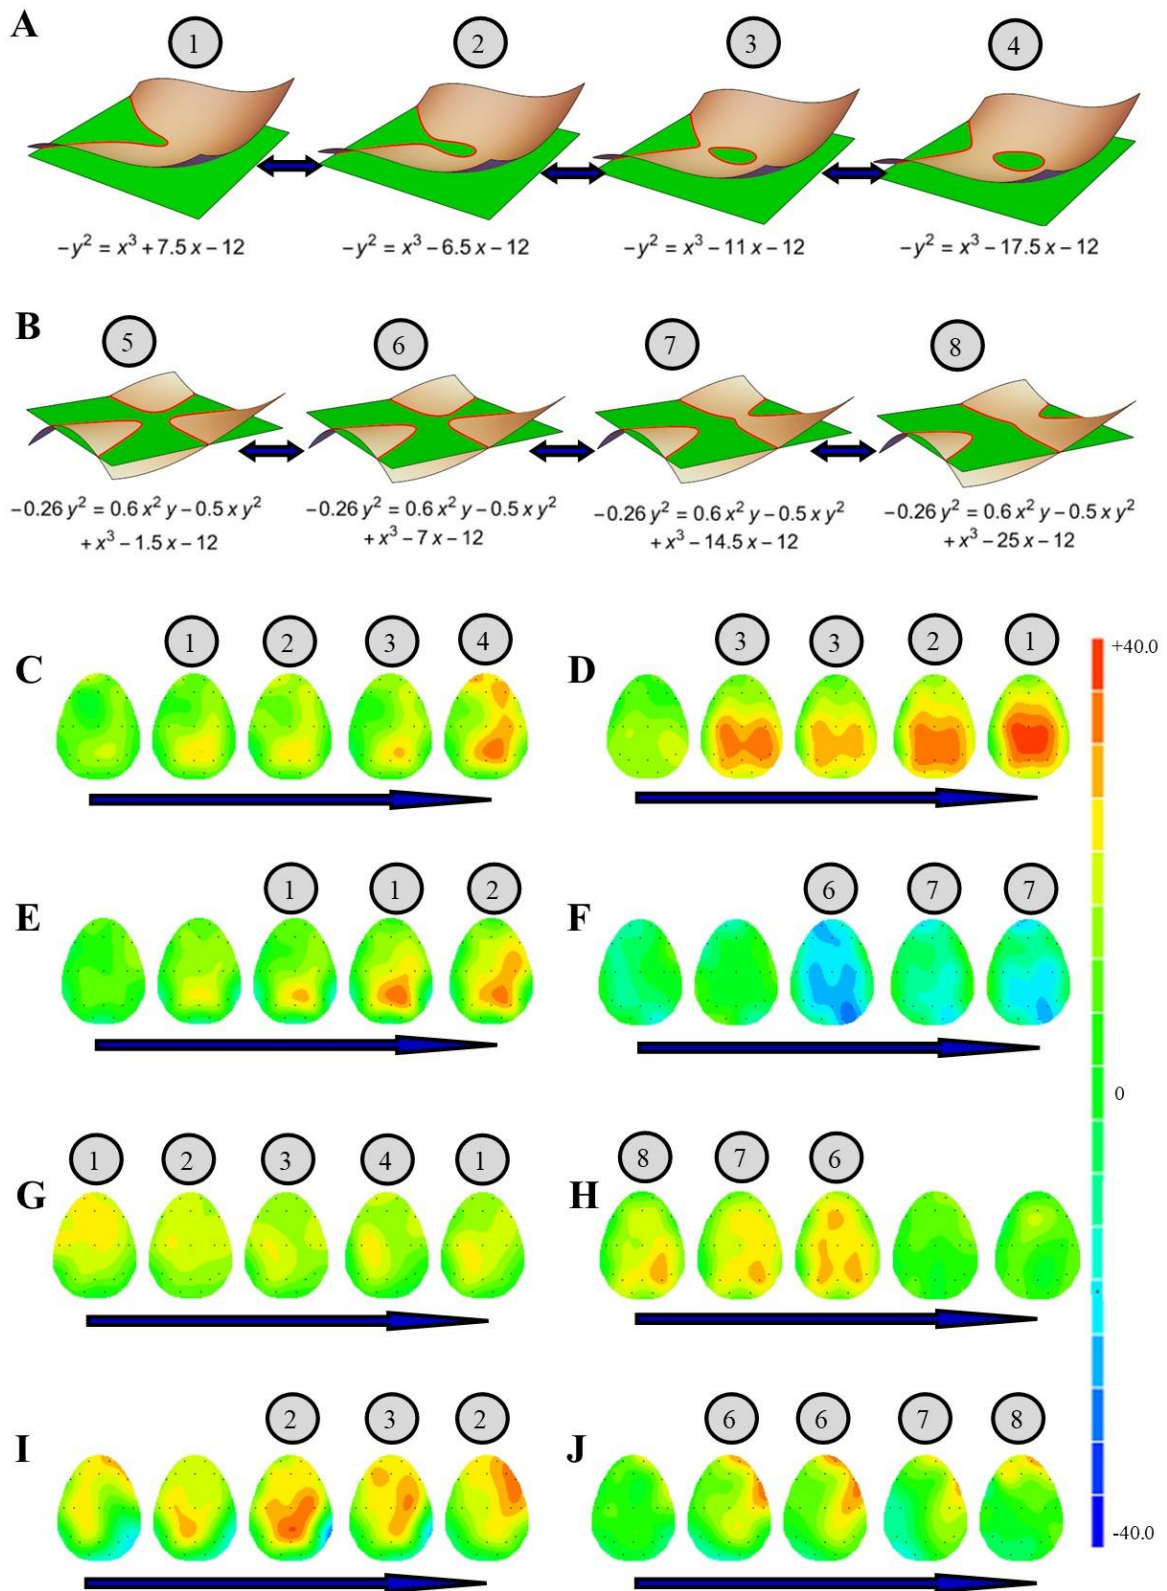 A
1 2 3 4
−y² = x³ + 7.5 x − 12 −y² = x³ − 6.5 x − 12 −y² = x³ − 11 x − 12 −y² = x³ − 17.5 x − 12
B
5 6 7 8
−0.26 y² = 0.6 x² y − 0.5 x y² −0.26 y² = 0.6 x² y − 0.5 x y² −0.26 y² = 0.6 x² y − 0.5 x y² −0.26 y² = 0.6 x² y − 0.5 x y²
+ x³ − 1.5 x − 12 + x³ − 7 x − 12 + x³ − 14.5 x − 12 + x³ − 25 x − 12
C 1 2 3 4
D 3 3 2 1
+40.0
E 1 1 2
F 6 7 7
0
G 1 2 3 4 1
H 8 7 6
I 2 3 2
J 6 6 7 8
-40.0